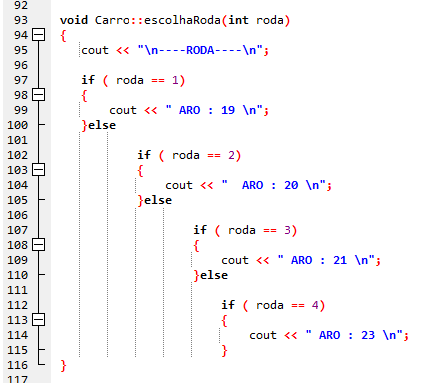 92
93 void Carro::escolhaRoda(int roda)
94 {
95 cout << "\n----RODA----\n";
96
97 if ( roda == 1)
98 {
99 cout << " ARO : 19 \n";
100 }else
101
102 if ( roda == 2)
103 {
104 cout << "  ARO : 20 \n";
105 }else
106
107 if ( roda == 3)
108 {
109 cout << " ARO : 21 \n";
110 }else
111
112 if ( roda == 4)
113 {
114 cout << " ARO : 23 \n";
115 }
116 }
117